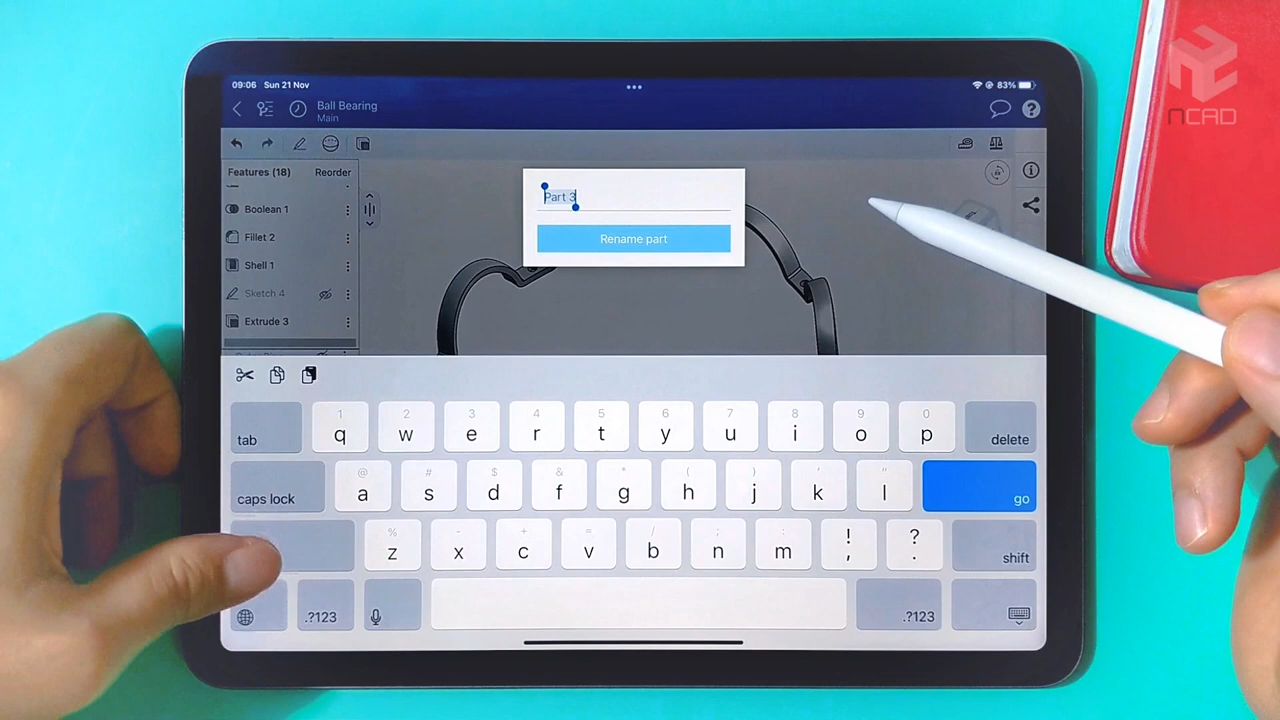 09:06 Sun 21 Nov
83%
Ball Bearing
Main
NCAD
Features (18) Reorder
Boolean 1
Fillet 2
Shell 1
Sketch 4
Extrude 3
Part 3
Rename part
1 2 3 4 5 6 7 8 9 0
tab q w e r t y u i o p delete
@ # $ & * ( ) ' "
caps lock a s d f g h j k l go
% - + = / ; : ! ?
z x c v b n m , . shift
.?123 .?123